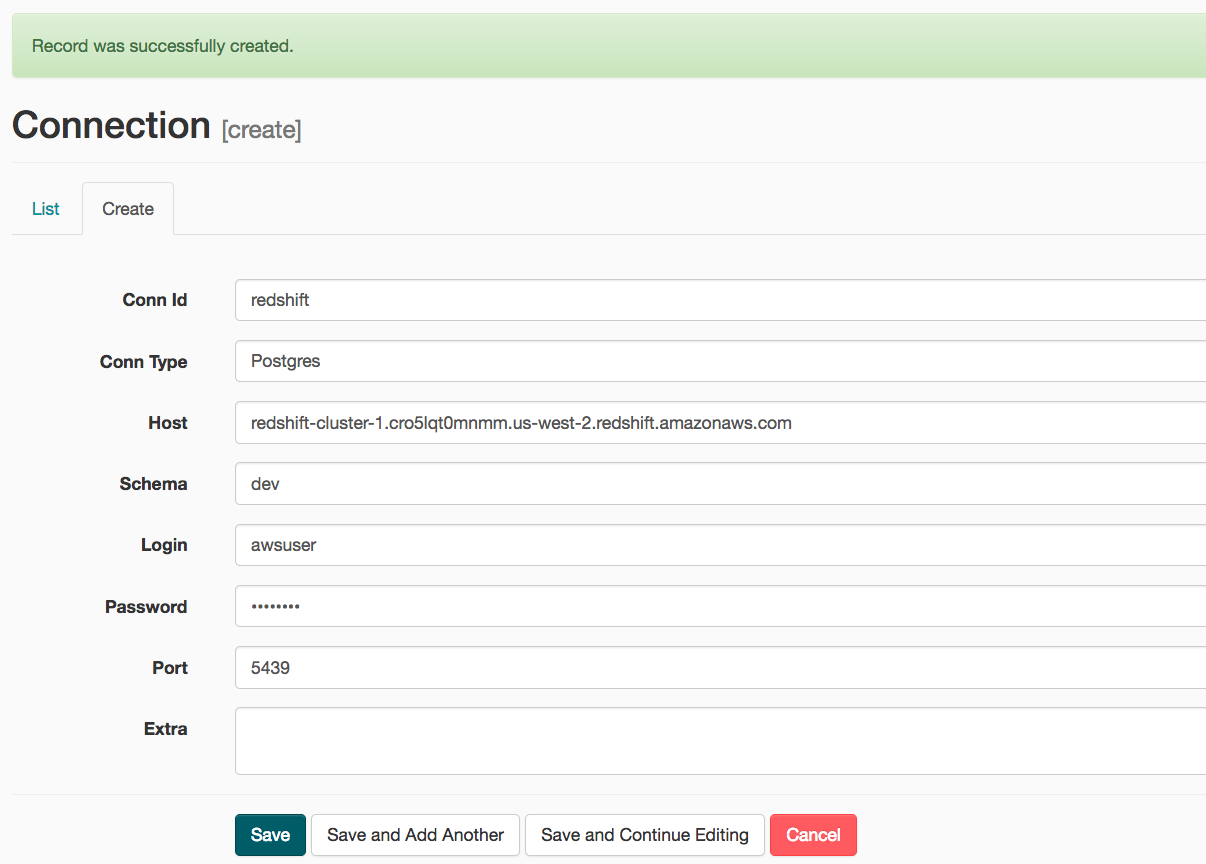 Record was successfully created.
Connection [create]
List Create
Conn Id redshift
Conn Type Postgres
Host redshift-cluster-1.cro5lqt0mnmm.us-west-2.redshift.amazonaws.com
Schema dev
Login awsuser
Password ••••••••
Port 5439
Extra
Save Save and Add Another Save and Continue Editing Cancel